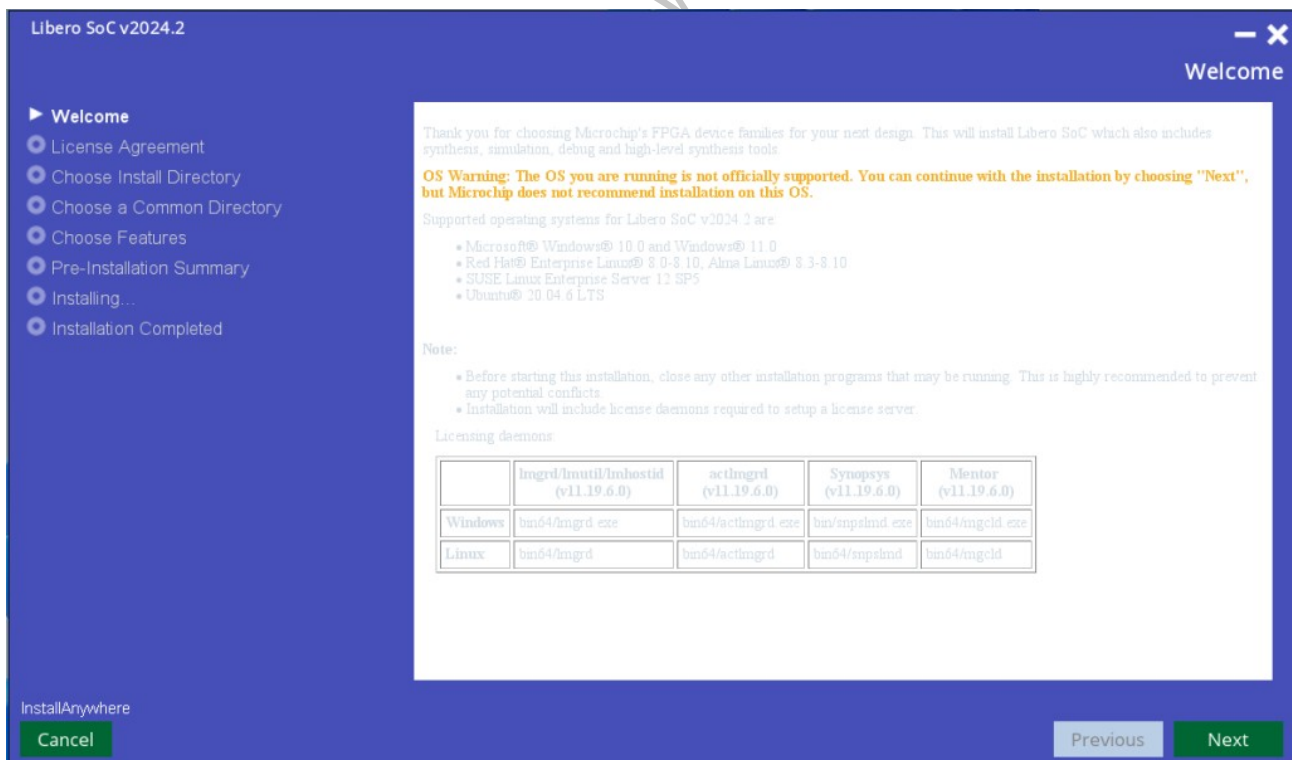 Libero SoC v2024.2
Welcome
Welcome
License Agreement
Choose Install Directory
Choose a Common Directory
Choose Features
Pre-Installation Summary
Installing...
Installation Completed
Thank you for choosing Microchip's FPGA device families for your next design. This will install Libero SoC which also includes
synthesis, simulation, debug and high-level synthesis tools.
OS Warning: The OS you are running is not officially supported. You can continue with the installation by choosing "Next",
but Microchip does not recommend installation on this OS.
Supported operating systems for Libero SoC v2024.2 are
• Microsoft® Windows® 10.0 and Windows® 11.0
• Red Hat® Enterprise Linux® 8.0-8.10, Alma Linux® 8.3-8.10
• SUSE Linux Enterprise Server 12 SP5
• Ubuntu® 20.04.6 LTS
Note:
• Before starting this installation, close any other installation programs that may be running. This is highly recommended to prevent
any potential conflicts.
• Installation will include license daemons required to setup a license server.
Licensing daemons
lmgrd/lmutil/lmhostid actlmgrd Synopsys Mentor
(v11.19.6.0) (v11.19.6.0) (v11.19.6.0) (v11.19.6.0)
Windows bin64/lmgrd.exe bin64/actlmgrd.exe bin/snpslmd.exe bin64/mgcld.exe
Linux bin64/lmgrd bin64/actlmgrd bin64/snpslmd bin64/mgcld
InstallAnywhere
Cancel Previous Next